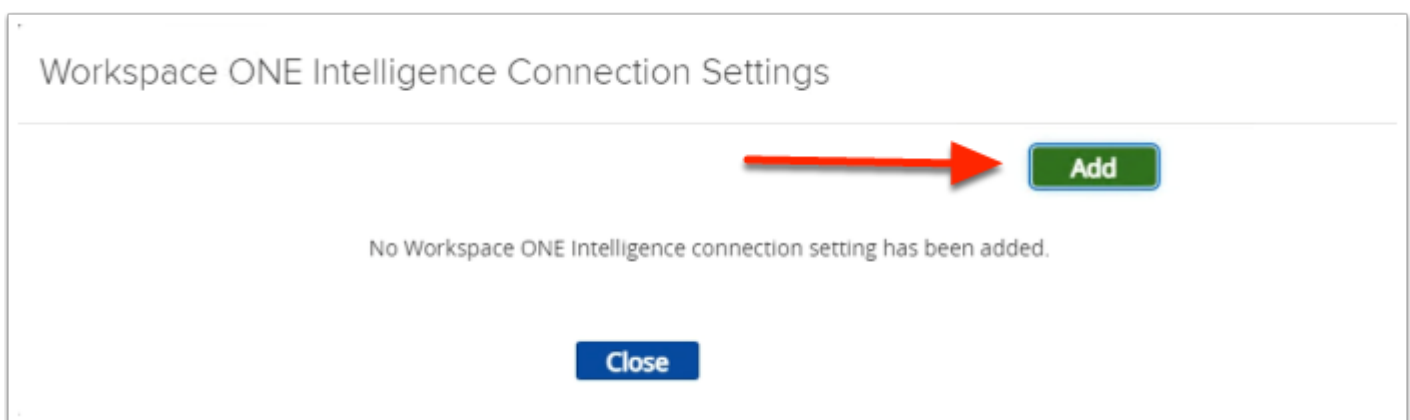 Workspace ONE Intelligence Connection Settings
Add
No Workspace ONE Intelligence connection setting has been added.
Close